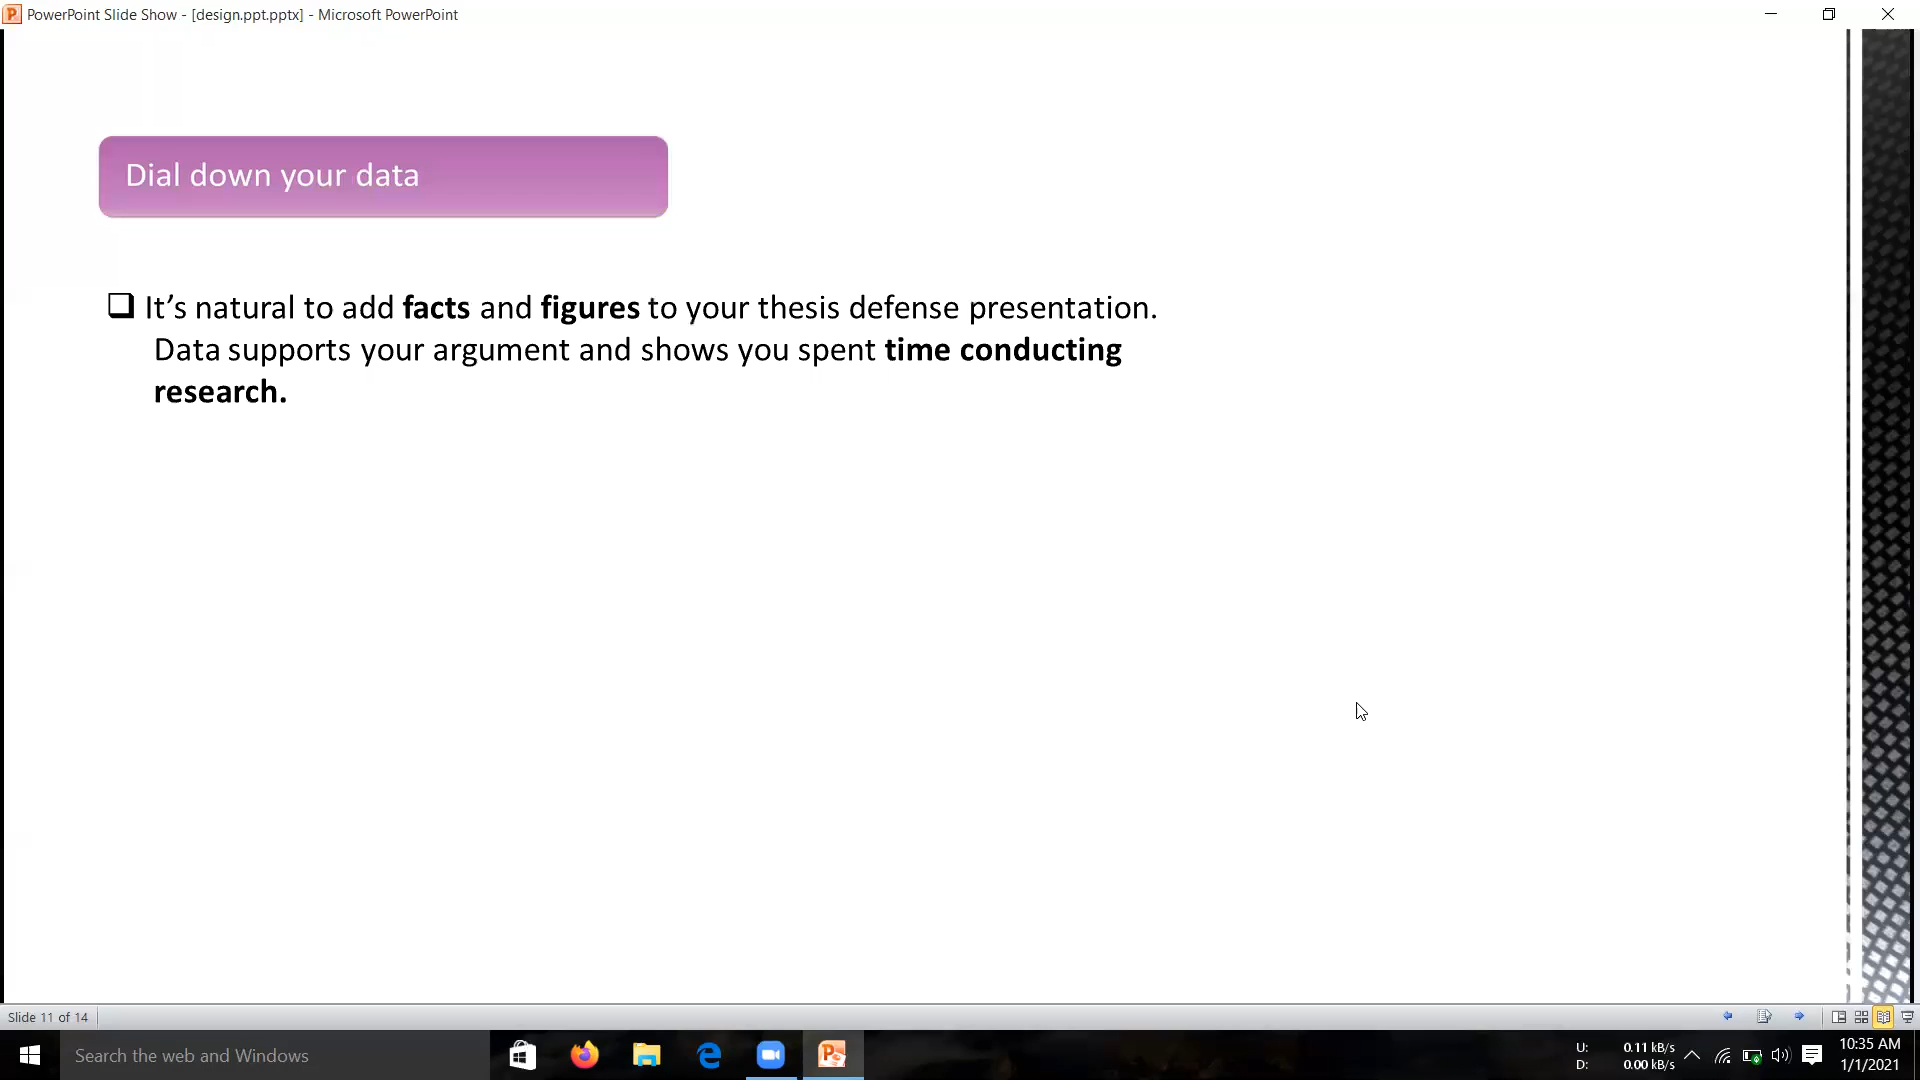 PowerPoint Slide Show - [design.ppt.pptx] - Microsoft PowerPoint
Dial down your data
It’s natural to add facts and figures to your thesis defense presentation.
Data supports your argument and shows you spent time conducting
research.
Slide 11 of 14
Search the web and Windows
U: 0.11 kB/s
D: 0.00 kB/s
10:35 AM
1/1/2021